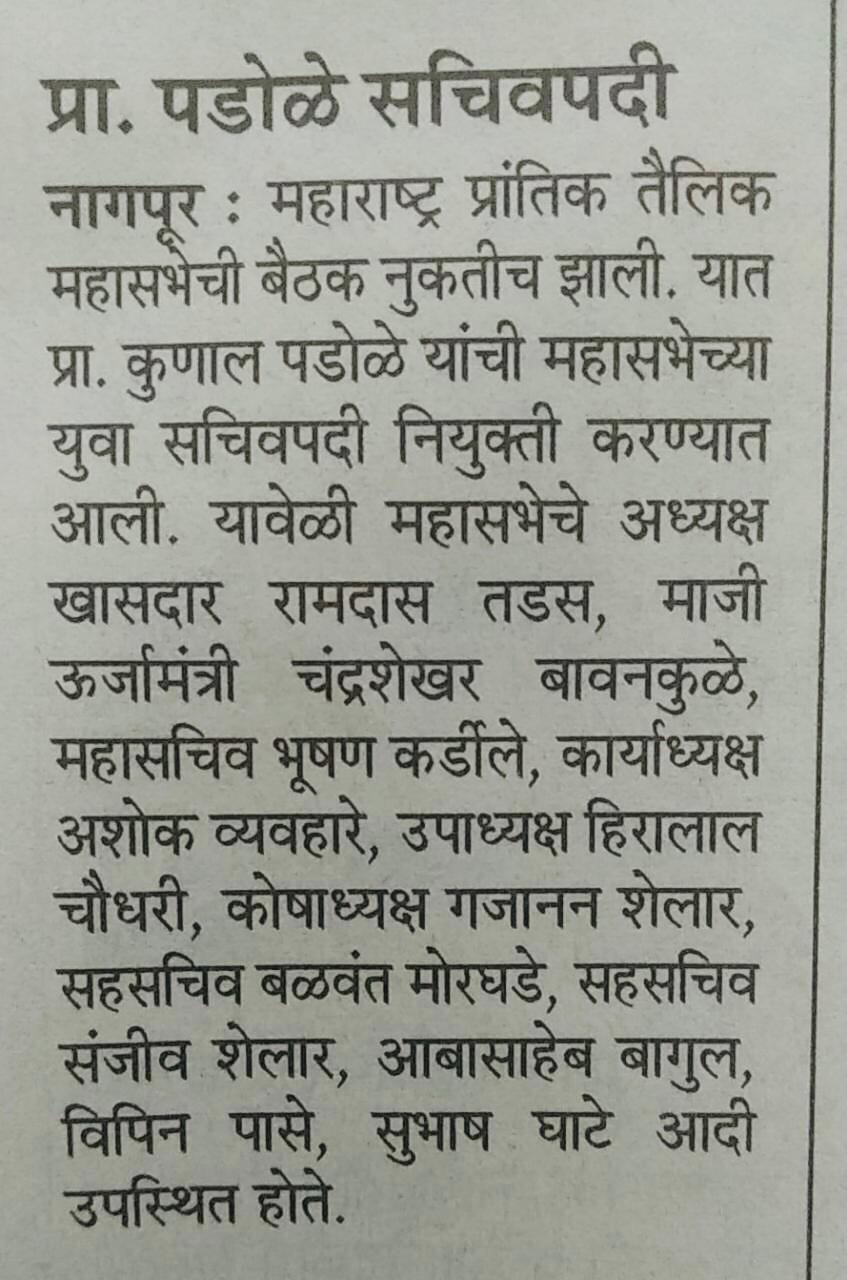 प्रा. पडोळे सचिवपदी
नागपूर : महाराष्ट्र प्रांतिक तैलिक
महासभेची बैठक नुकतीच झाली. यात
प्रा. कुणाल पडोळे यांची महासभेच्या
युवा सचिवपदी नियुक्ती करण्यात
आली. यावेळी महासभेचे अध्यक्ष
खासदार रामदास तडस, माजी
ऊर्जामंत्री चंद्रशेखर बावनकुळे,
महासचिव भूषण कर्डीले, कार्याध्यक्ष
अशोक व्यवहारे, उपाध्यक्ष हिरालाल
चौधरी, कोषाध्यक्ष गजानन शेलार,
सहसचिव बळवंत मोरघडे, सहसचिव
संजीव शेलार, आबासाहेब बागुल,
विपिन पासे, सुभाष घाटे आदी
उपस्थित होते.